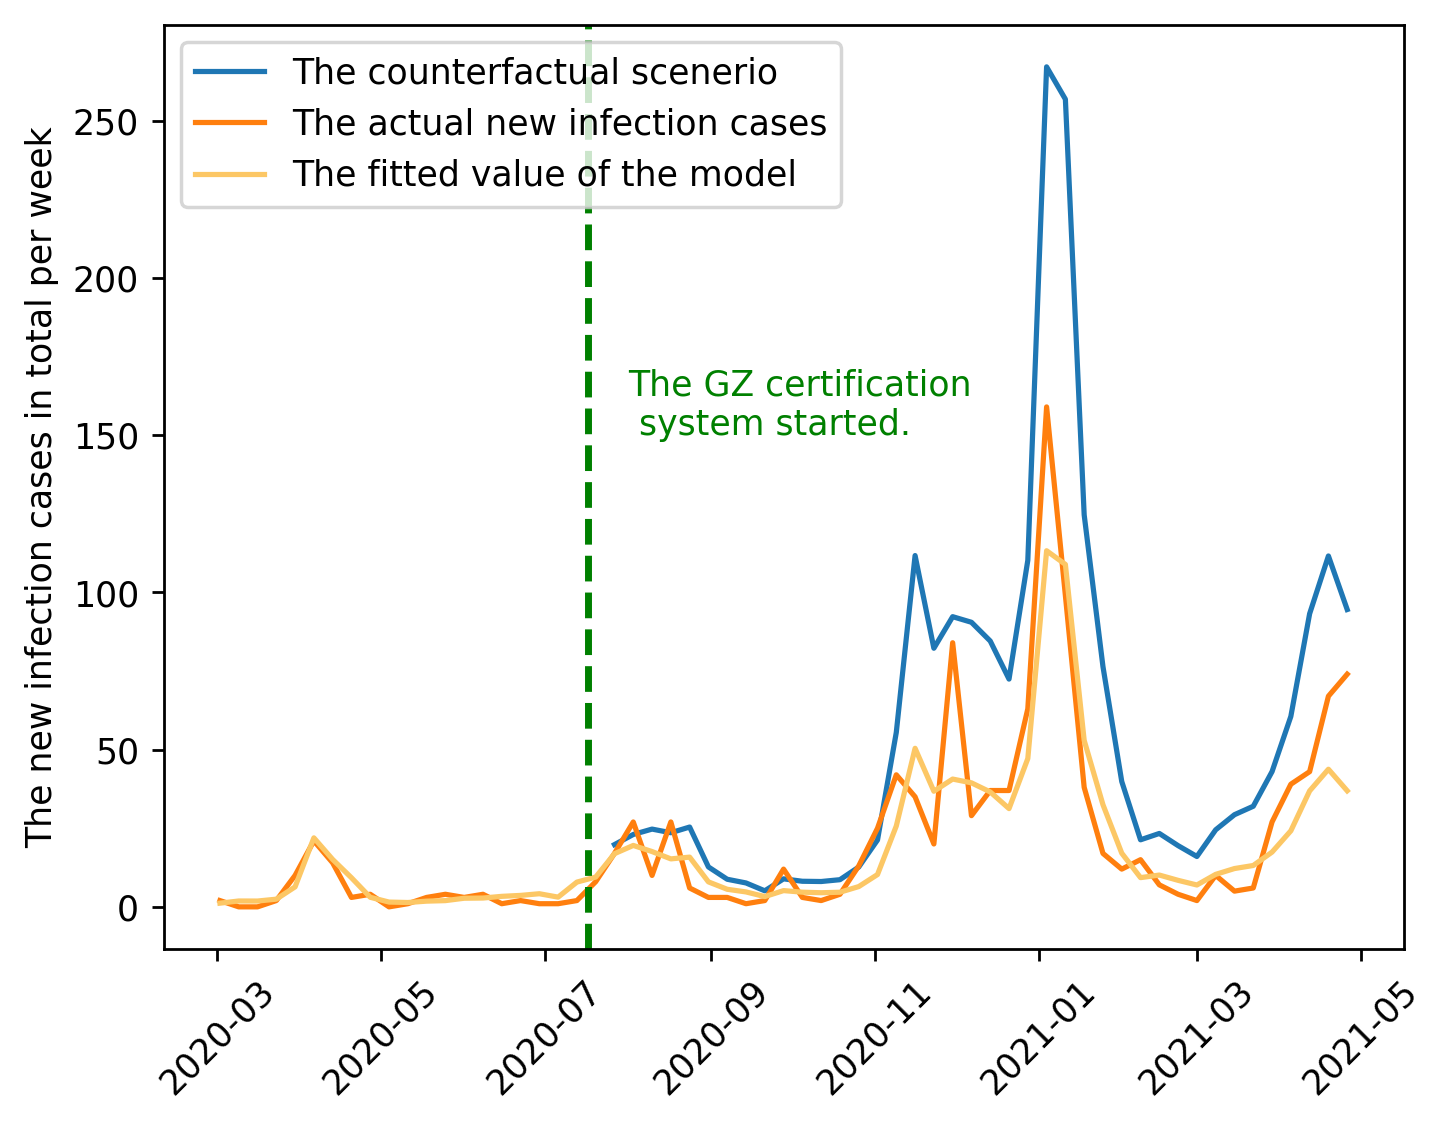 The counterfactual scenerio
The actual new infection cases
The fitted value of the model
The new infection cases in total per week
250
200
150
100
50
0
The GZ certification
system started.
2020-03
2020-05
2020-07
2020-09
2020-11
2021-01
2021-03
2021-05